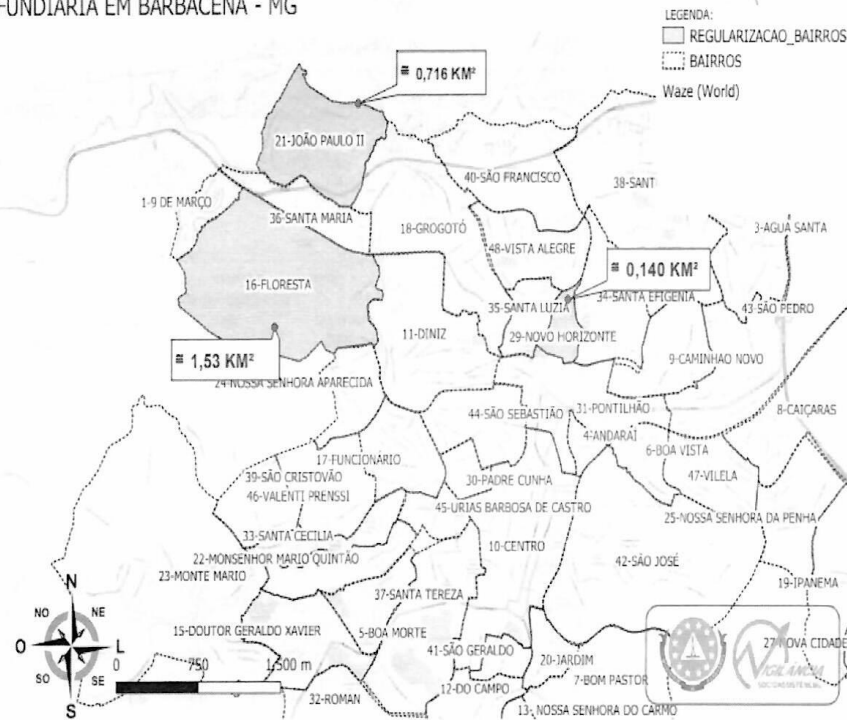 FUNDIÁRIA EM BARBACENA - MG
LEGENDA:
REGULARIZACAO_BAIRROS
BAIRROS
Waze (World)
≅ 0,716 KM²
21-JOÃO PAULO II
40-SÃO FRANCISCO
38-SANT
1-9 DE MARÇO
36-SANTA MARIA
18-GROGOTÓ
3-AGUA SANTA
48-VISTA ALEGRE
≅ 0,140 KM²
16-FLORESTA
34-SANTA EFIGENIA
35-SANTA LUZIA
43-SÃO PEDRO
11-DINIZ
29-NOVO HORIZONTE
≅ 1,53 KM²
9-CAMINHAO NOVO
24-NOSSA SENHORA APARECIDA
44-SÃO SEBASTIÃO
31-PONTILHÃO
8-CAIÇARAS
4-ANDARAÍ
6-BOA VISTA
17-FUNCIONÁRIO
39-SÃO CRISTOVÃO
30-PADRE CUNHA
47-VILELA
46-VALENTI PRENSSI
45-URIAS BARBOSA DE CASTRO
25-NOSSA SENHORA DA PENHA
33-SANTA CECILIA
10-CENTRO
22-MONSENHOR MARIO QUINTÃO
42-SÃO JOSÉ
23-MONTE MARIO
19-IPANEMA
37-SANTA TEREZA
15-DOUTOR GERALDO XAVIER
5-BOA MORTE
27-NOVA CIDADE
41-SÃO GERALDO
20-JARDIM
7-BOM PASTOR
12-DO CAMPO
32-ROMAN
13- NOSSA SENHORA DO CARMO
N
NO
NE
O
L
SO
SE
S
0 750 1.500 m
VIGILANCIA
SOCIOASSISTENCIAL